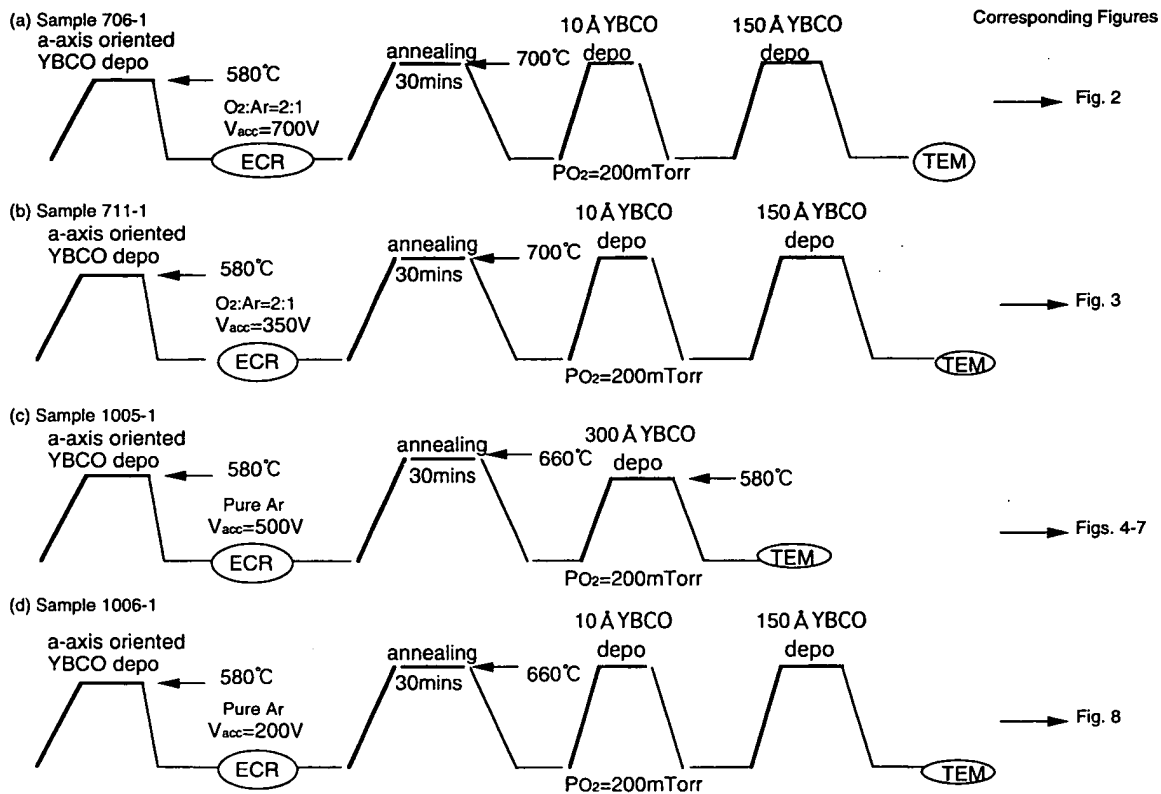 Corresponding Figures
(a) Sample 706-1
a-axis oriented
YBCO depo
580℃
O2:Ar=2:1
Vacc=700V
ECR
annealing
30mins
700℃
10 Å YBCO
depo
PO2=200mTorr
150 Å YBCO
depo
TEM
Fig. 2
(b) Sample 711-1
a-axis oriented
YBCO depo
580℃
O2:Ar=2:1
Vacc=350V
ECR
annealing
30mins
700℃
10 Å YBCO
depo
PO2=200mTorr
150 Å YBCO
depo
TEM
Fig. 3
(c) Sample 1005-1
a-axis oriented
YBCO depo
580℃
Pure Ar
Vacc=500V
ECR
annealing
30mins
660℃
300 Å YBCO
depo
580℃
PO2=200mTorr
TEM
Figs. 4-7
(d) Sample 1006-1
a-axis oriented
YBCO depo
580℃
Pure Ar
Vacc=200V
ECR
annealing
30mins
660℃
10 Å YBCO
depo
PO2=200mTorr
150 Å YBCO
depo
TEM
Fig. 8